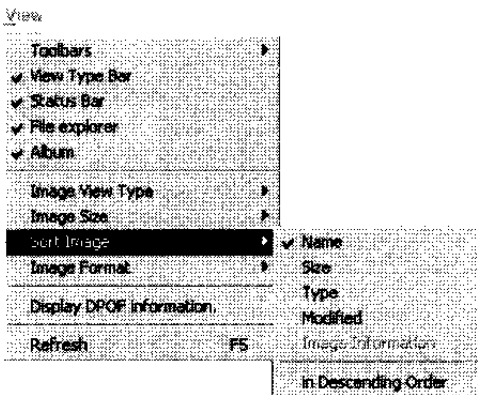 View
Toolbars
View Type Bar
Status Bar
File explorer
Album
Image View Type
Image Size
Sort Image
Image Format
Display DPOF information.
Refresh F5
Name
Size
Type
Modified
Image Information
in Descending Order